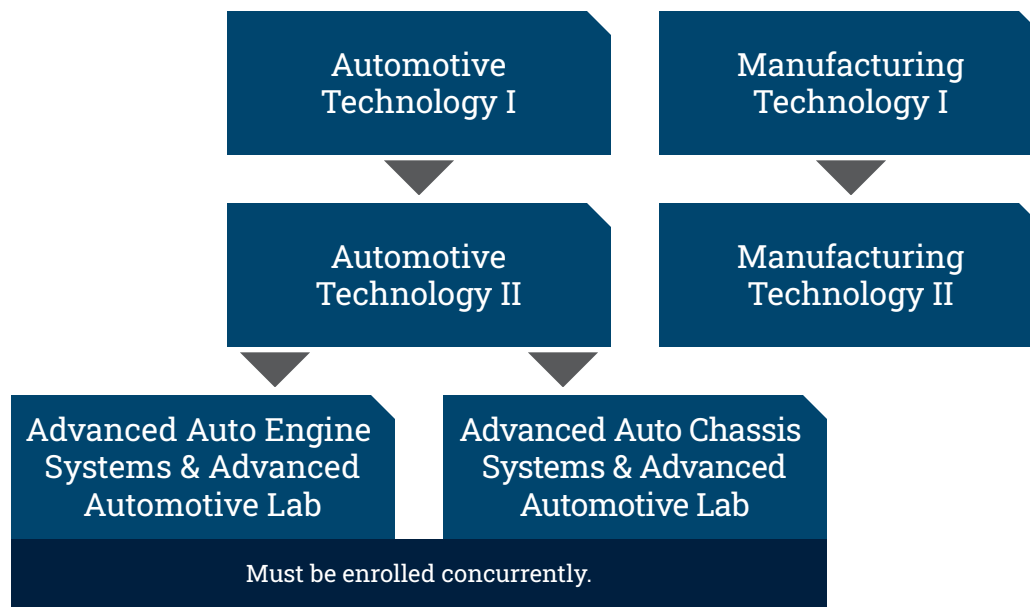 Automotive
Technology I
Manufacturing
Technology I
Automotive
Technology II
Manufacturing
Technology II
Advanced Auto Engine
Systems & Advanced
Automotive Lab
Advanced Auto Chassis
Systems & Advanced
Automotive Lab
Must be enrolled concurrently.